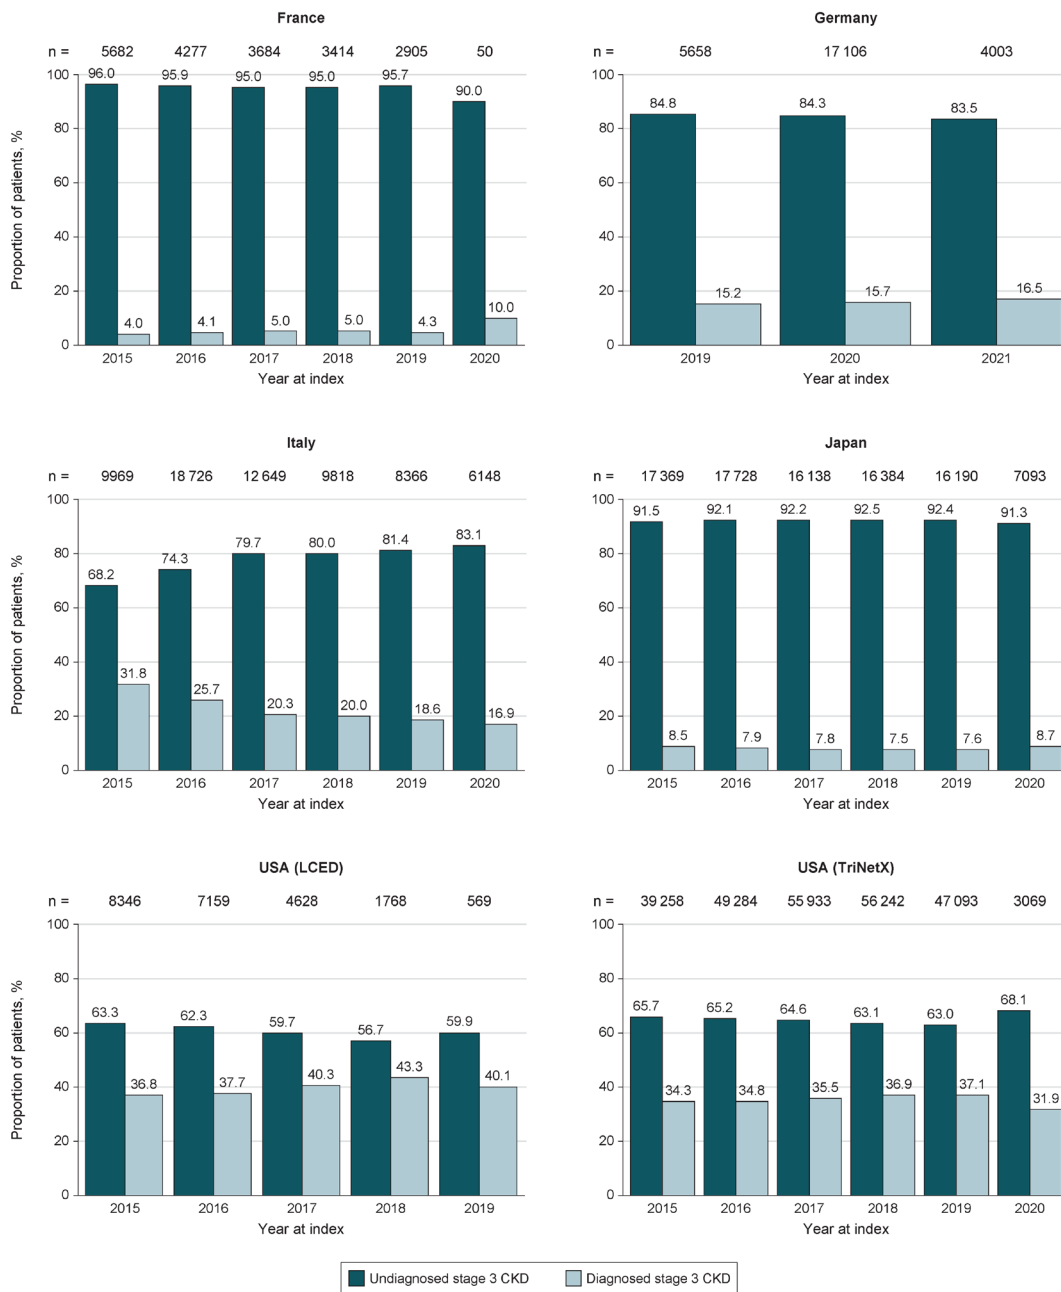 France
n = 5682 4277 3684 3414 2905 50
Proportion of patients, %
100
80
60
40
20
0
96.0 95.9 95.0 95.0 95.7 90.0
4.0 4.1 5.0 5.0 4.3 10.0
2015 2016 2017 2018 2019 2020
Year at index
Germany
n = 5658 17 106 4003
100
80
60
40
20
0
84.8 84.3 83.5
15.2 15.7 16.5
2019 2020 2021
Year at index
Italy
n = 9969 18 726 12 649 9818 8366 6148
Proportion of patients, %
100
80
60
40
20
0
68.2 74.3 79.7 80.0 81.4 83.1
31.8 25.7 20.3 20.0 18.6 16.9
2015 2016 2017 2018 2019 2020
Year at index
Japan
n = 17 369 17 728 16 138 16 384 16 190 7093
100
80
60
40
20
0
91.5 92.1 92.2 92.5 92.4 91.3
8.5 7.9 7.8 7.5 7.6 8.7
2015 2016 2017 2018 2019 2020
Year at index
USA (LCED)
n = 8346 7159 4628 1768 569
Proportion of patients, %
100
80
60
40
20
0
63.3 62.3 59.7 56.7 59.9
36.8 37.7 40.3 43.3 40.1
2015 2016 2017 2018 2019
Year at index
USA (TriNetX)
n = 39 258 49 284 55 933 56 242 47 093 3069
100
80
60
40
20
0
65.7 65.2 64.6 63.1 63.0 68.1
34.3 34.8 35.5 36.9 37.1 31.9
2015 2016 2017 2018 2019 2020
Year at index
Undiagnosed stage 3 CKD Diagnosed stage 3 CKD